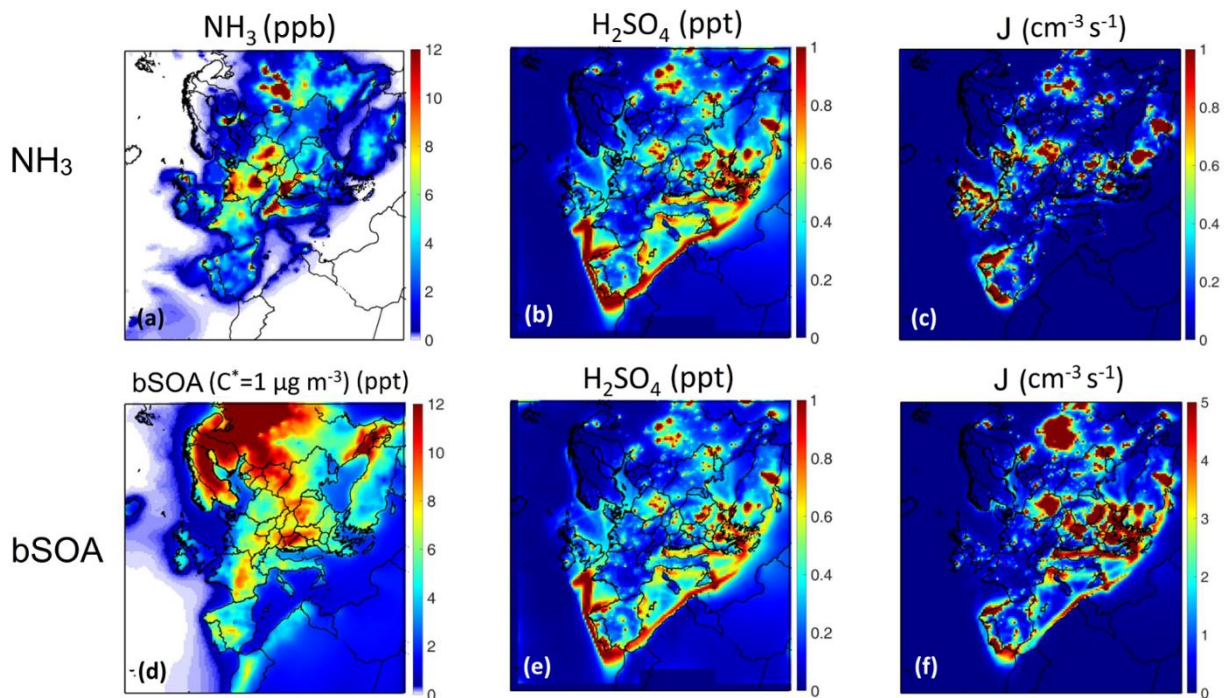 NH₃ (ppb)
H₂SO₄ (ppt)
J (cm⁻³ s⁻¹)
NH₃
12
10
8
6
4
2
0
(a)
1
0.8
0.6
0.4
0.2
0
(b)
1
0.8
0.6
0.4
0.2
0
(c)
bSOA (C*=1 μg m⁻³) (ppt)
H₂SO₄ (ppt)
J (cm⁻³ s⁻¹)
bSOA
12
10
8
6
4
2
0
(d)
1
0.8
0.6
0.4
0.2
0
(e)
5
4
3
2
1
0
(f)